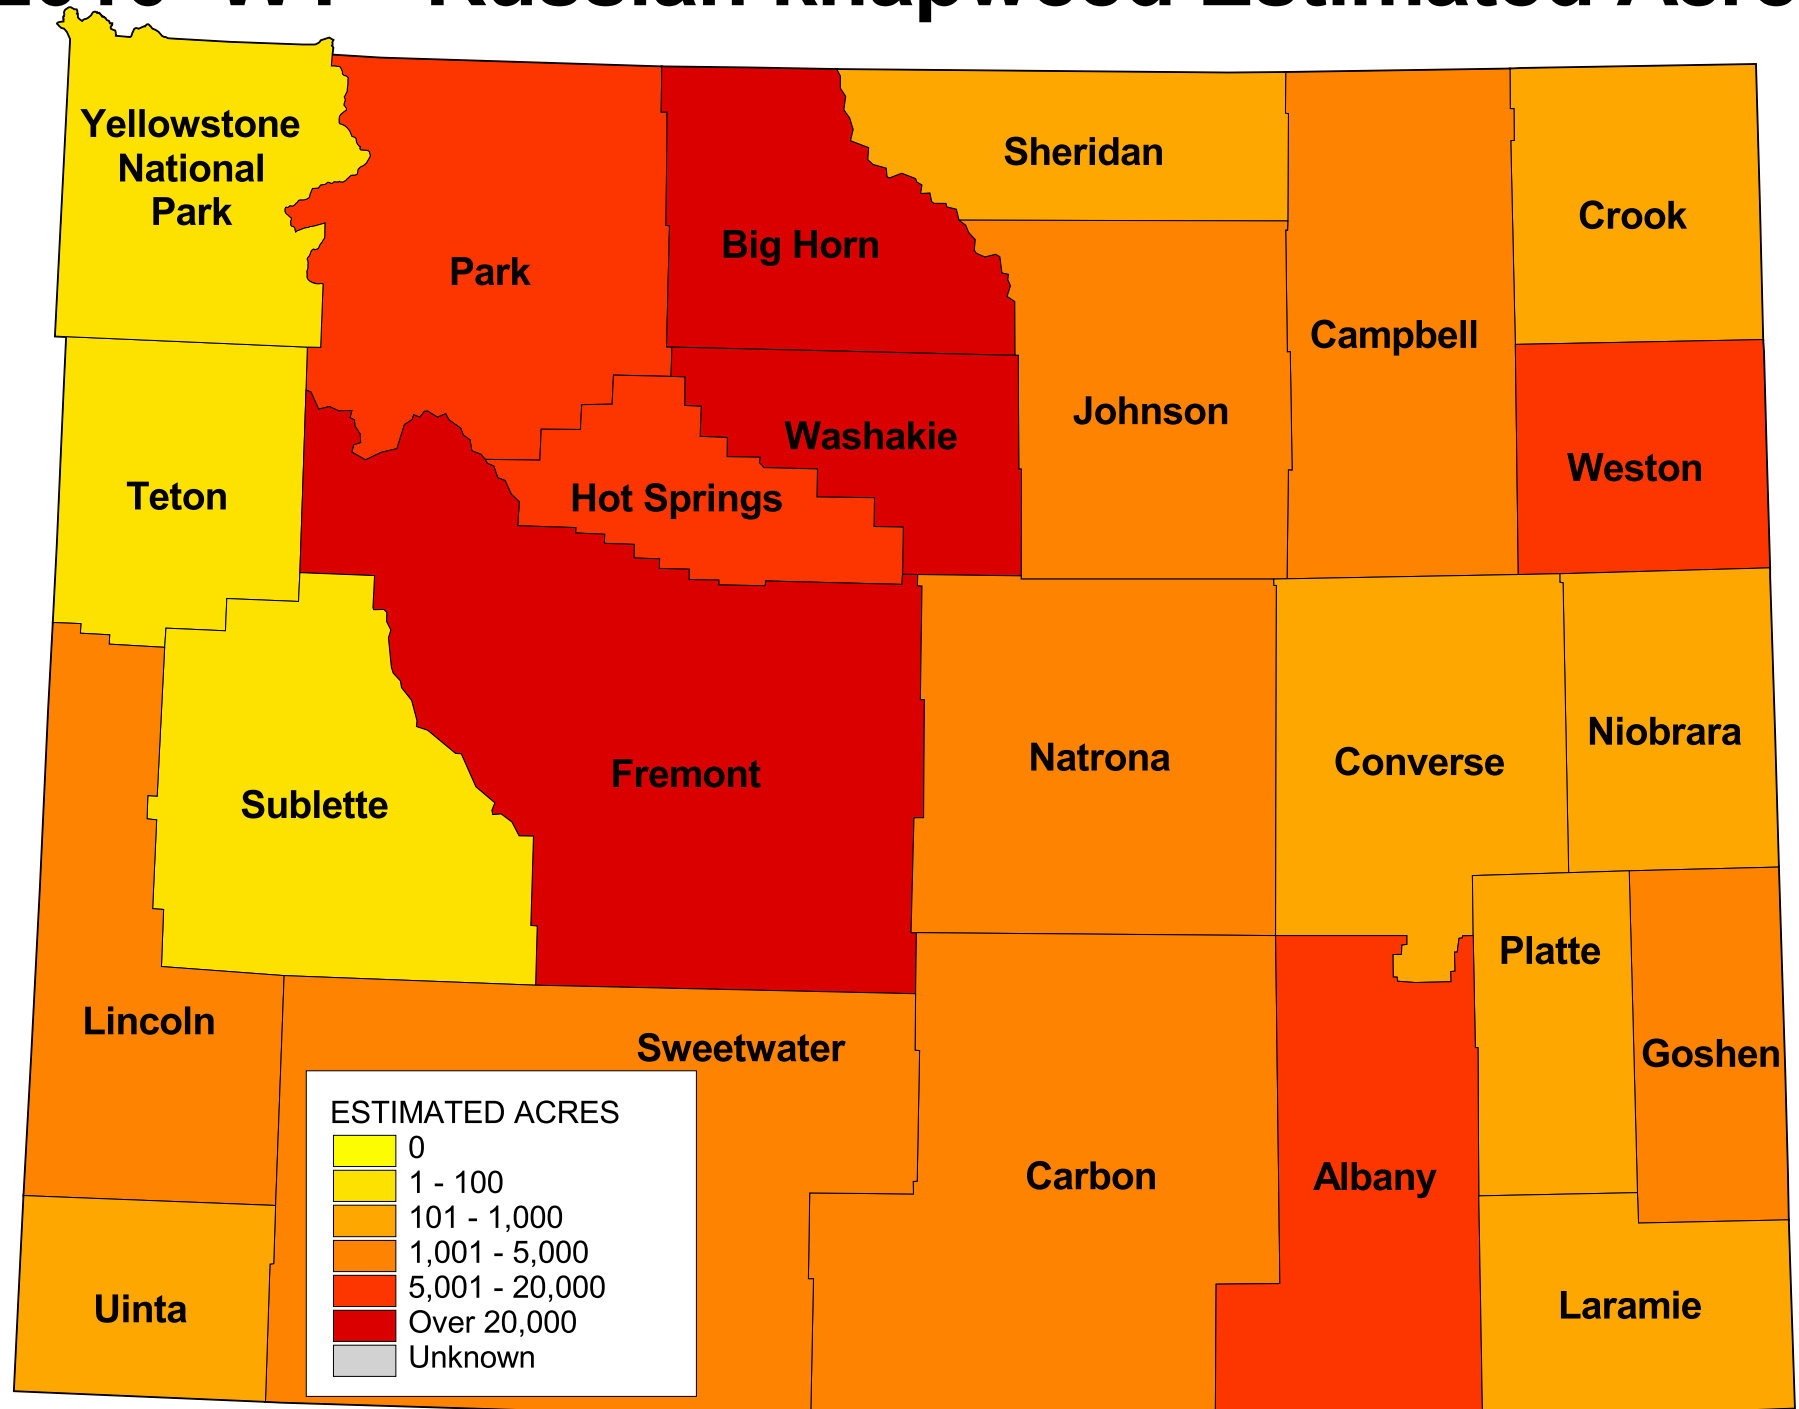 Russian knapweed Estimated
Yellowstone
National
Park
Park
Big Horn
Sheridan
Campbell
Crook
Teton
Hot Springs
Washakie
Johnson
Weston
Sublette
Fremont
Natrona
Converse
Niobrara
Lincoln
Sweetwater
Carbon
Albany
Platte
Goshen
Uinta
Laramie
ESTIMATED ACRES
0
1 - 100
101 - 1,000
1,001 - 5,000
5,001 - 20,000
Over 20,000
Unknown